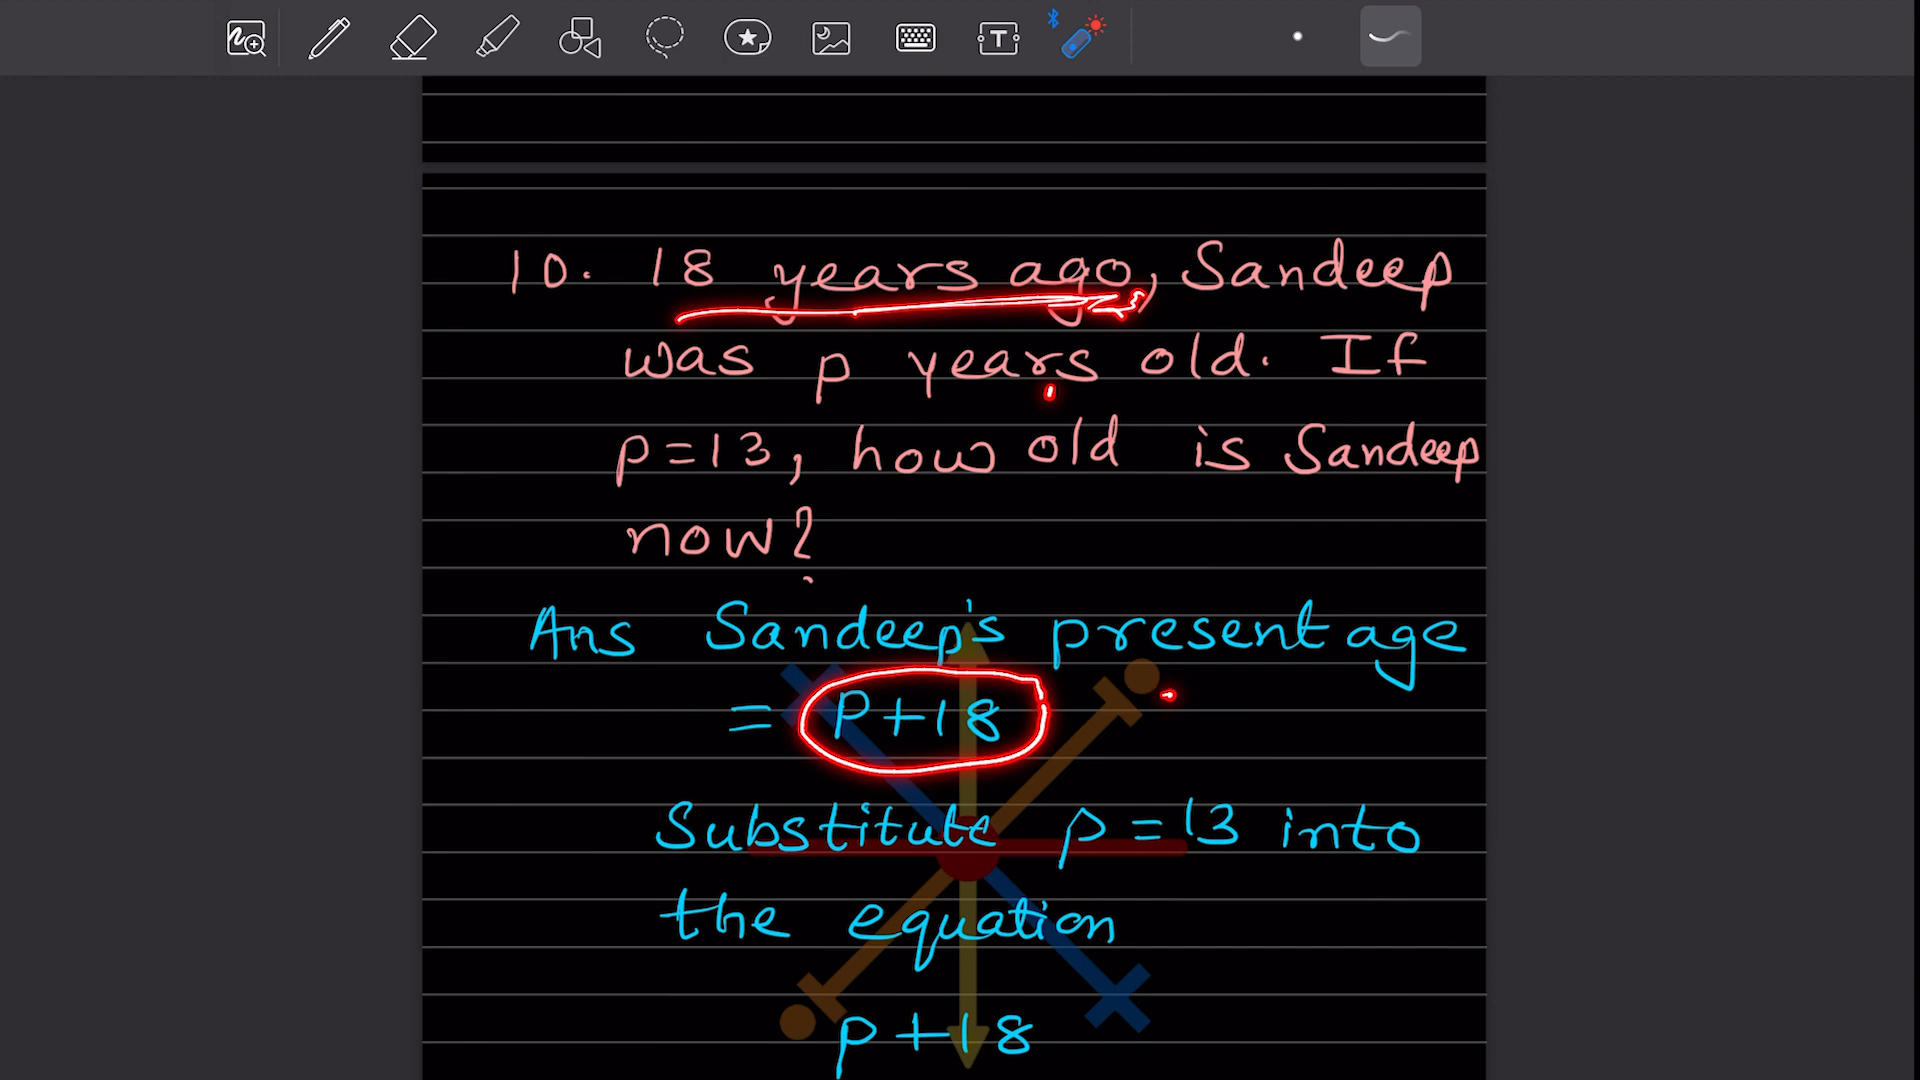 10. 18 years ago, Sandeep
was p years old. If
p=13, how old is Sandeep
now?
Ans Sandeep's present age
= P+18
Substitute p=13 into
the equation
p+18